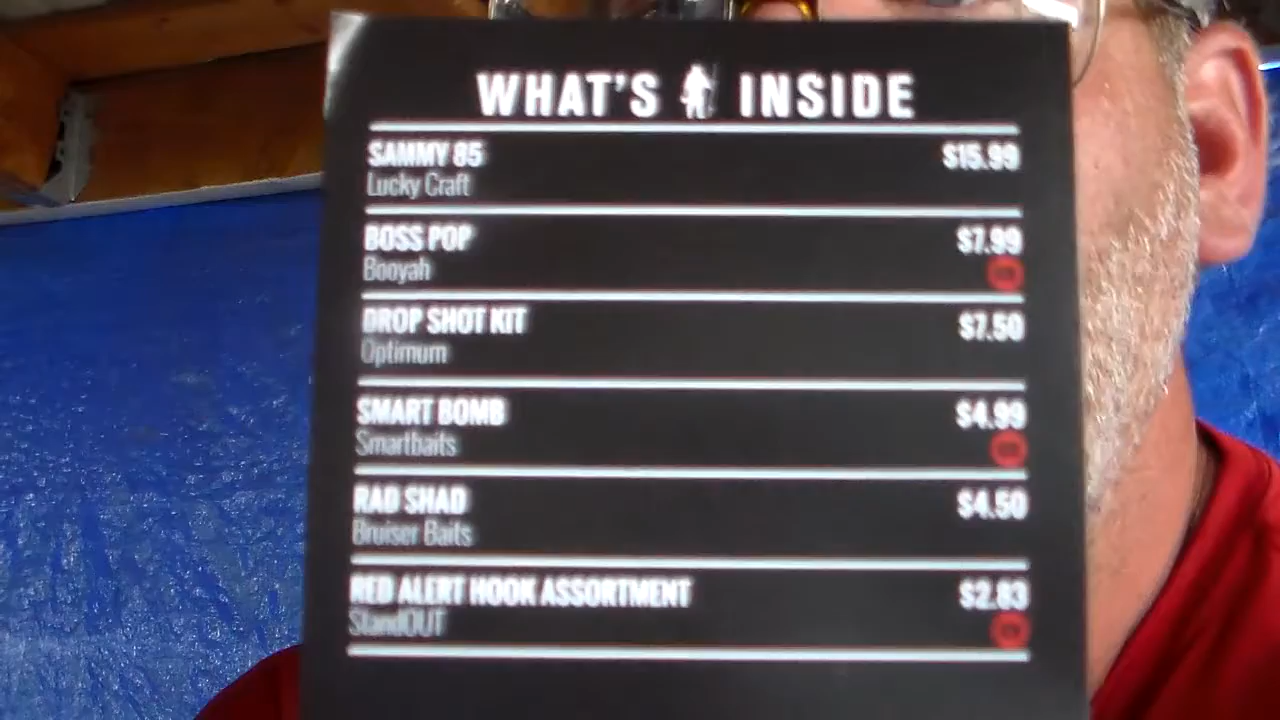 WHAT'S INSIDE
SAMMY 85 $15.99
Lucky Craft
BOSS POP $7.99
Booyah
DROP SHOT KIT $7.50
Optimum
SMART BOMB $4.99
Smartbaits
RAD SHAD $4.50
Bruiser Baits
RED ALERT HOOK ASSORTMENT $2.83
StandOUT